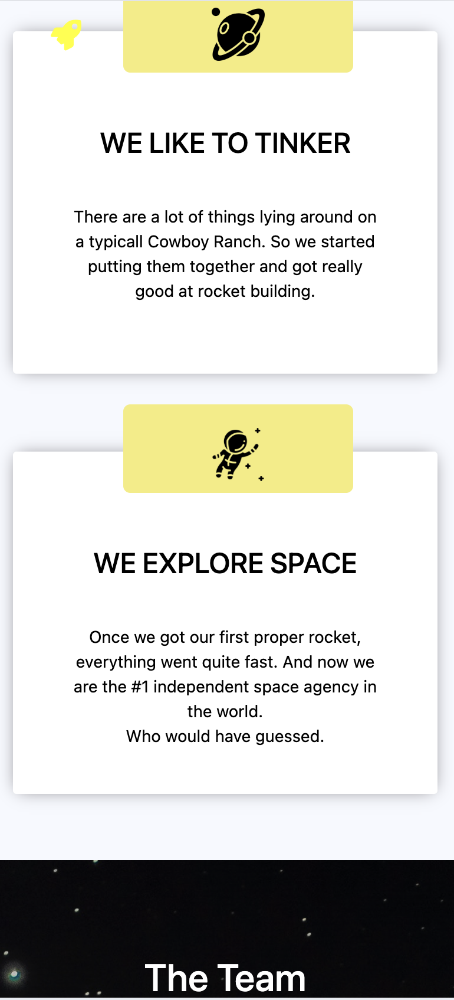 WE LIKE TO TINKER
There are a lot of things lying around on
a typicall Cowboy Ranch. So we started
putting them together and got really
good at rocket building.
WE EXPLORE SPACE
Once we got our first proper rocket,
everything went quite fast. And now we
are the #1 independent space agency in
the world.
Who would have guessed.
The Team